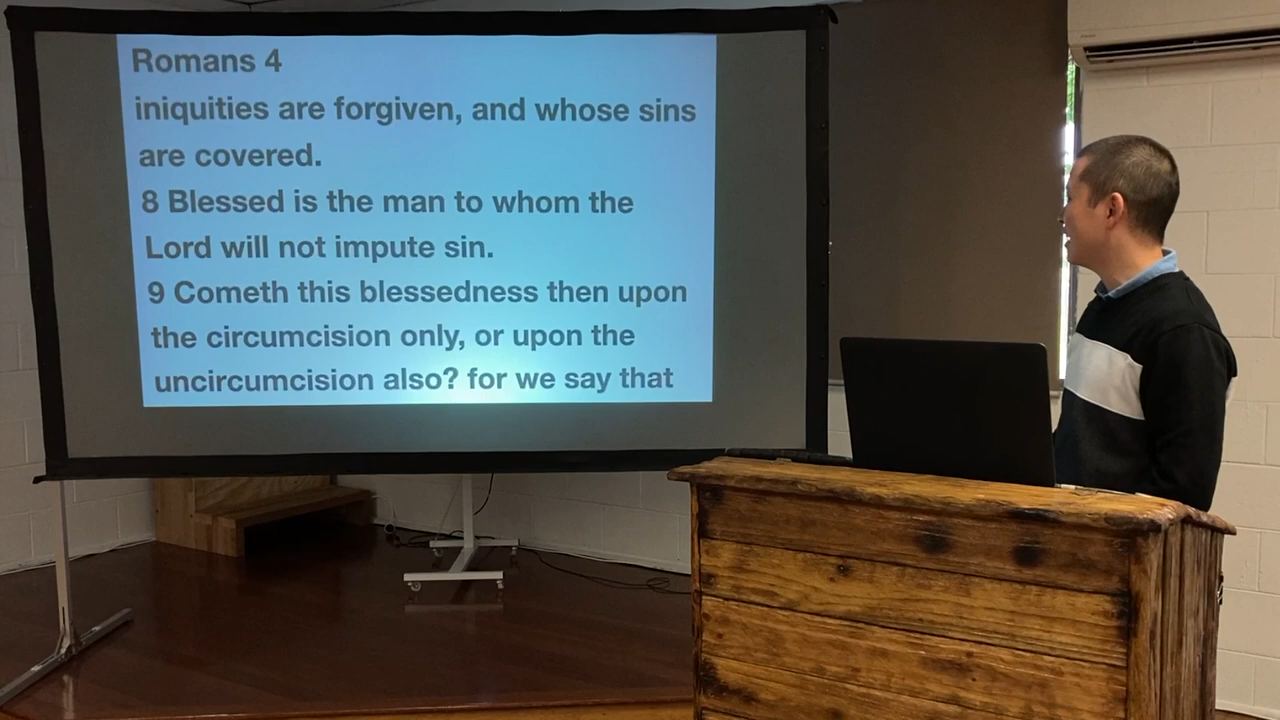 Romans 4
iniquities are forgiven, and whose sins
are covered.
8 Blessed is the man to whom the
Lord will not impute sin.
9 Cometh this blessedness then upon
the circumcision only, or upon the
uncircumcision also? for we say that